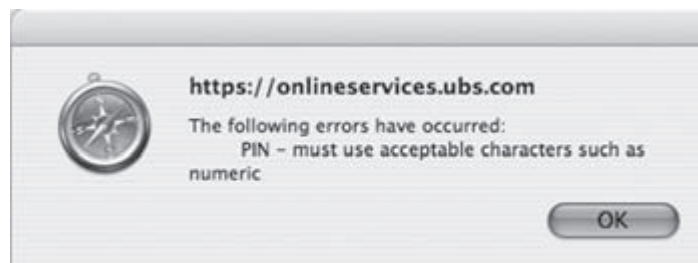 https://onlineservices.ubs.com
The following errors have occurred:
PIN – must use acceptable characters such as
numeric
OK